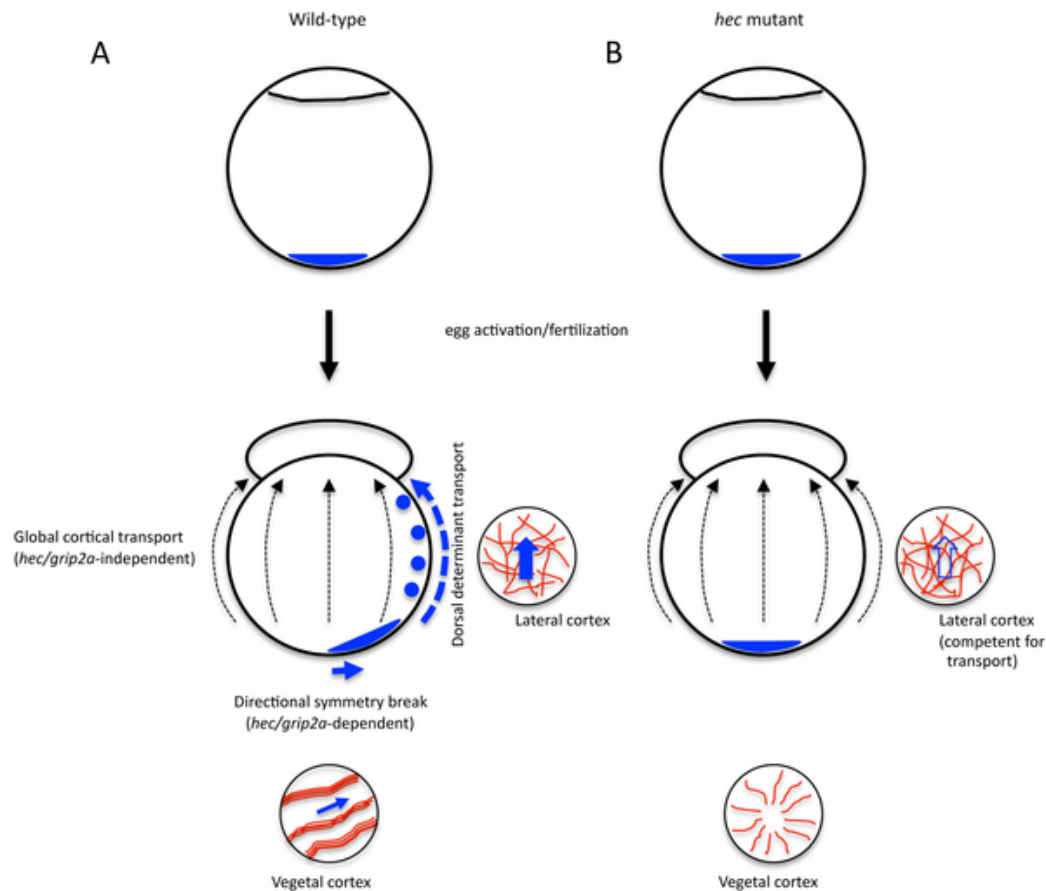 Wild-type
hec mutant
A
B
egg activation/fertilization
Global cortical transport
(hec/grip2a-independent)
Dorsal determinant transport
Lateral cortex
Lateral cortex
(competent for
transport)
Directional symmetry break
(hec/grip2a-dependent)
Vegetal cortex
Vegetal cortex